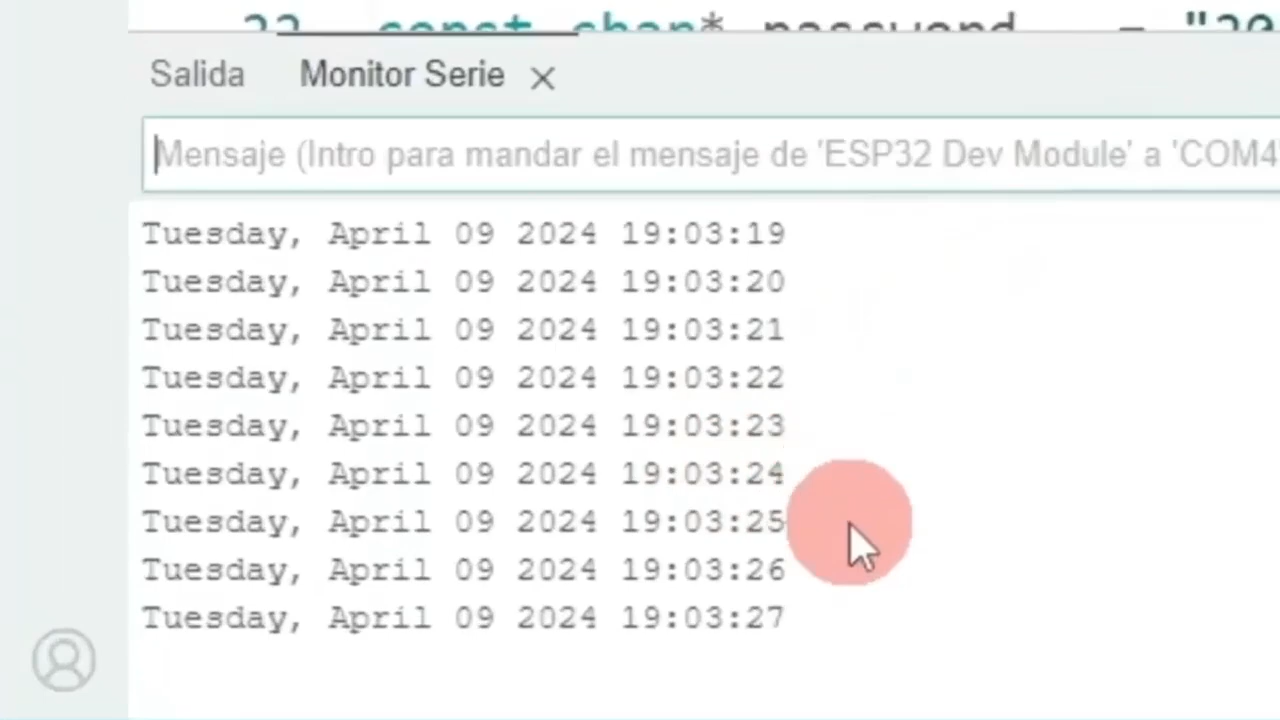 const char* password = "20
Salida Monitor Serie
Mensaje (Intro para mandar el mensaje de 'ESP32 Dev Module' a 'COM4'
Tuesday, April 09 2024 19:03:19
Tuesday, April 09 2024 19:03:20
Tuesday, April 09 2024 19:03:21
Tuesday, April 09 2024 19:03:22
Tuesday, April 09 2024 19:03:23
Tuesday, April 09 2024 19:03:24
Tuesday, April 09 2024 19:03:25
Tuesday, April 09 2024 19:03:26
Tuesday, April 09 2024 19:03:27